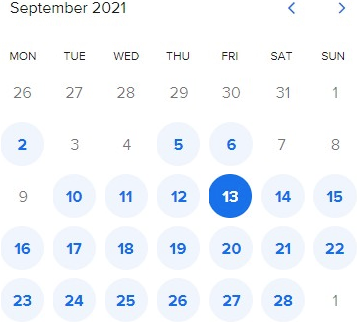 September 2021
MON TUE WED THU FRI SAT SUN
26 27 28 29 30 31 1
2 3 4 5 6 7 8
9 10 11 12 13 14 15
16 17 18 19 20 21 22
23 24 25 26 27 28 1